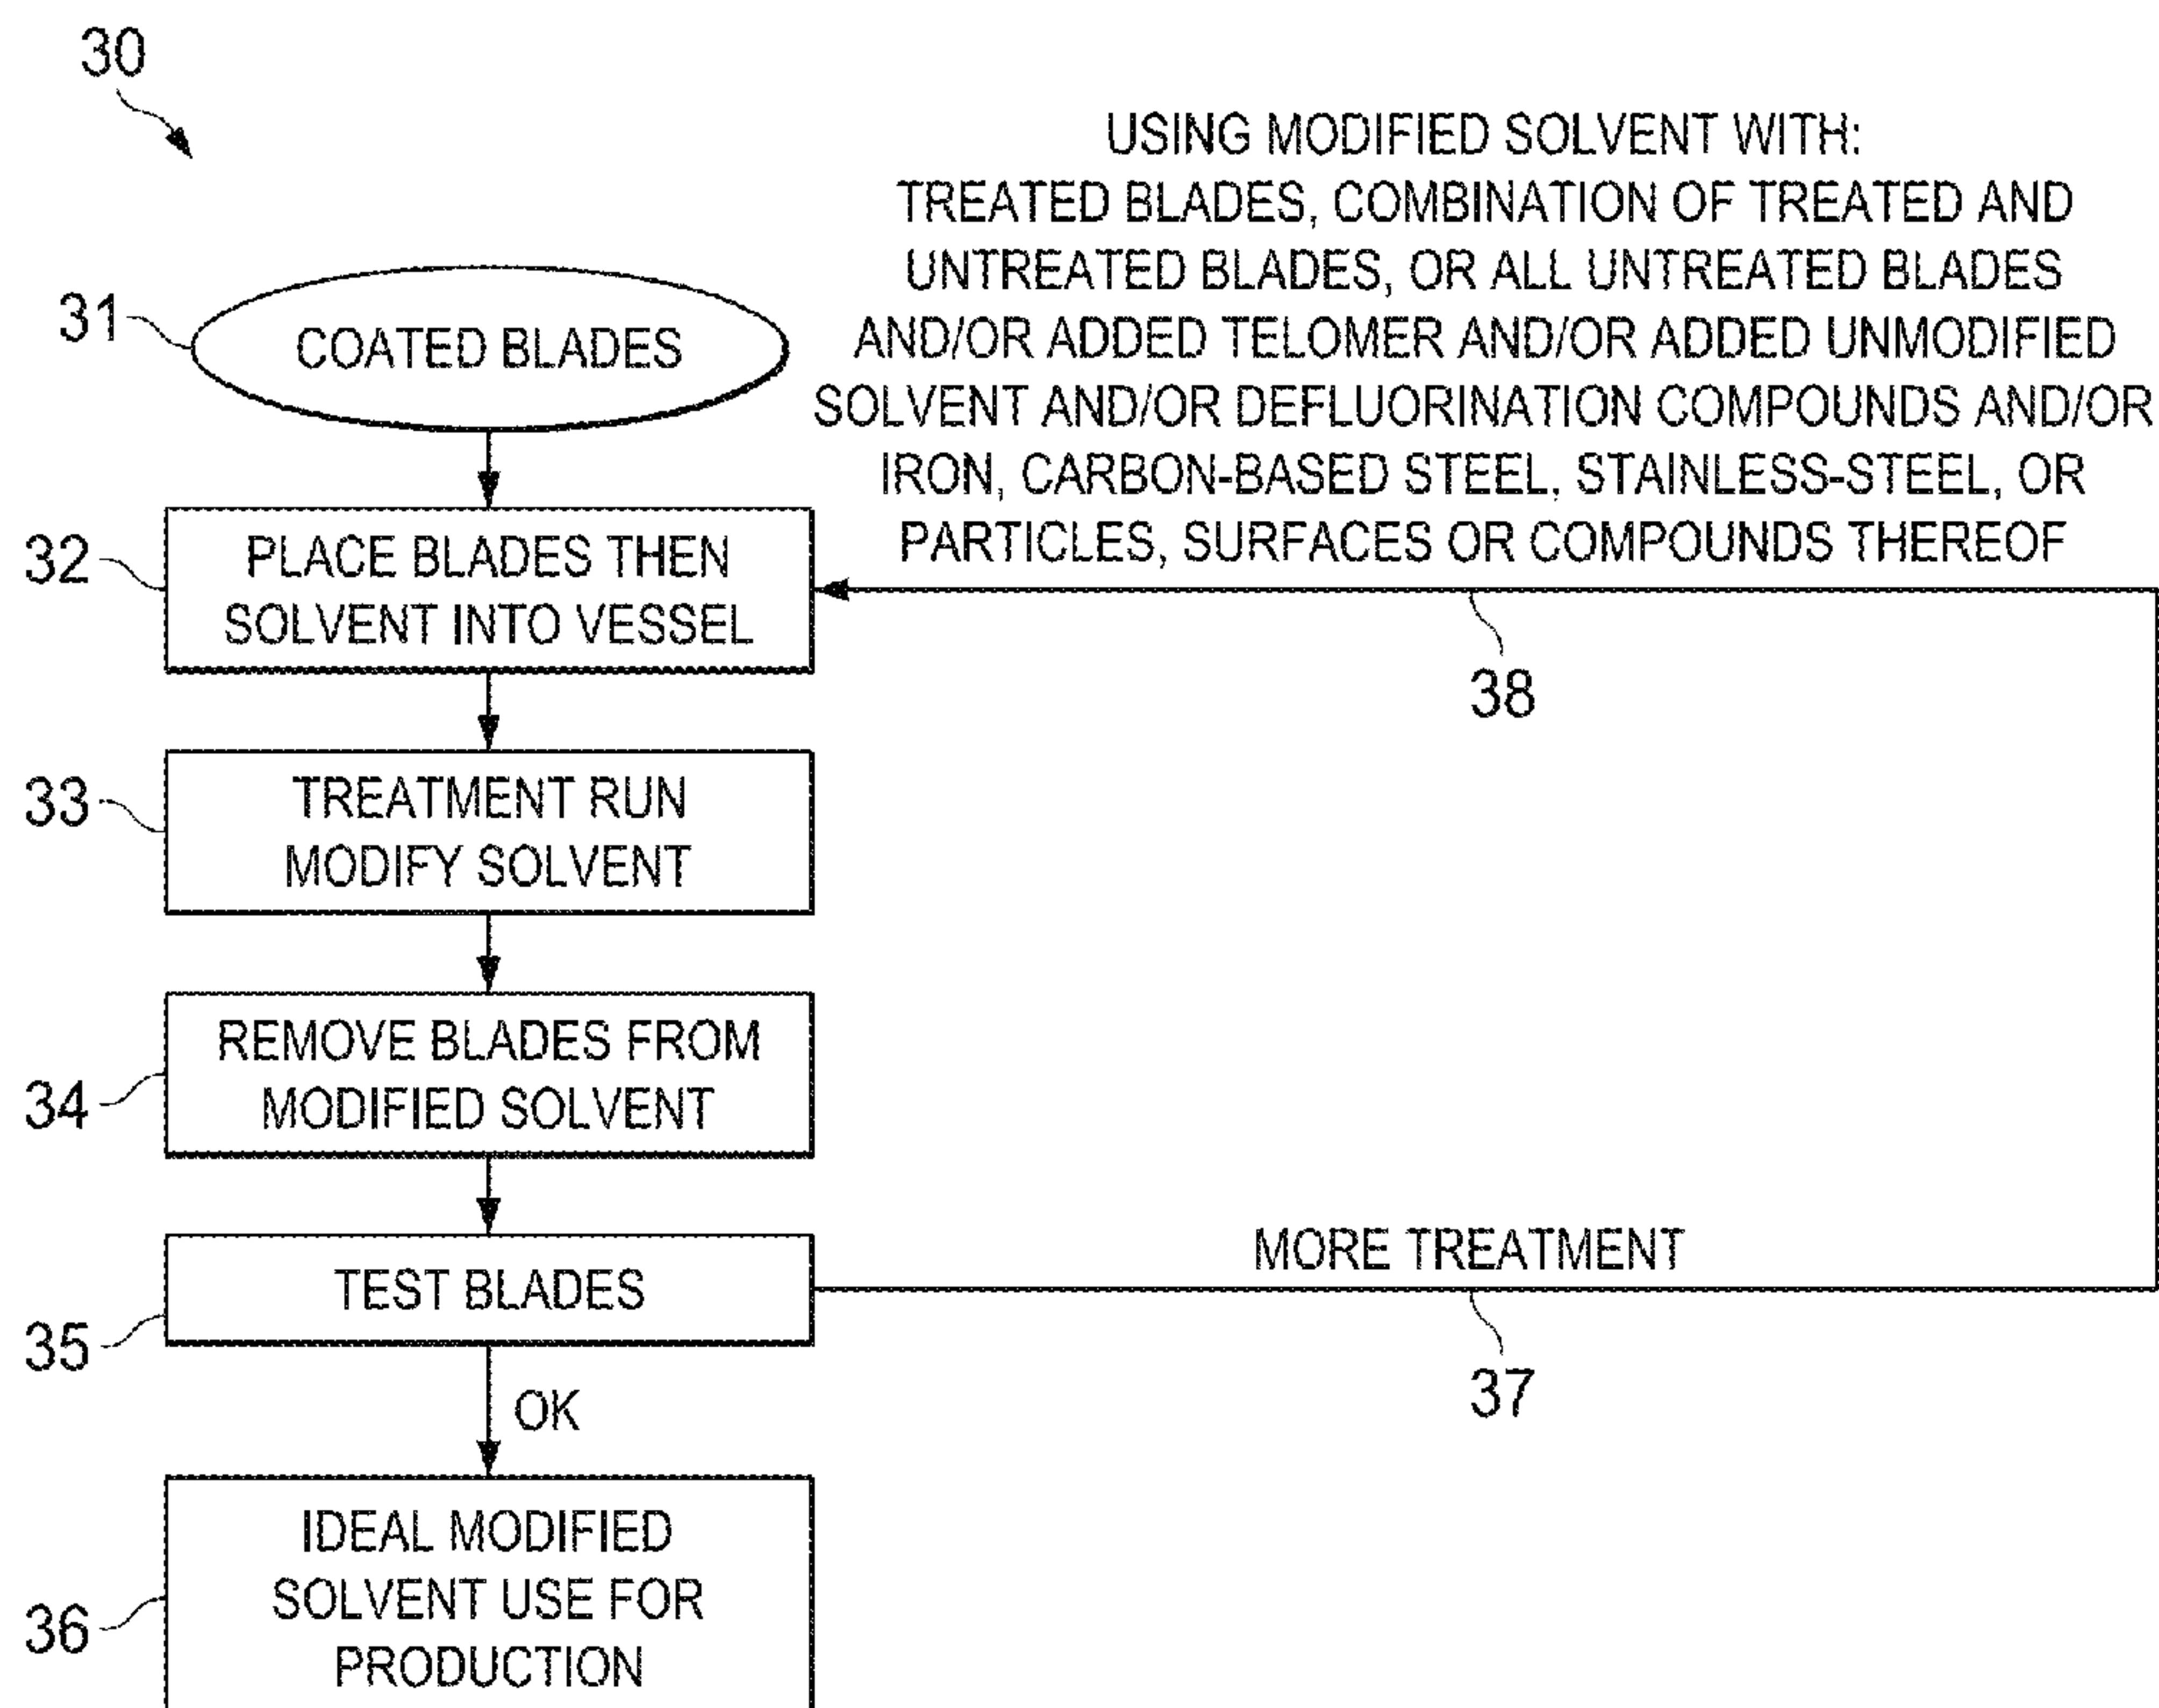 30
USING MODIFIED SOLVENT WITH:
TREATED BLADES, COMBINATION OF TREATED AND
UNTREATED BLADES, OR ALL UNTREATED BLADES
AND/OR ADDED TELOMER AND/OR ADDED UNMODIFIED
SOLVENT AND/OR DEFLUORINATION COMPOUNDS AND/OR
IRON, CARBON-BASED STEEL, STAINLESS-STEEL, OR
PARTICLES, SURFACES OR COMPOUNDS THEREOF
31
COATED BLADES
32
PLACE BLADES THEN
SOLVENT INTO VESSEL
38
33
TREATMENT RUN
MODIFY SOLVENT
34
REMOVE BLADES FROM
MODIFIED SOLVENT
35
TEST BLADES
MORE TREATMENT
37
OK
36
IDEAL MODIFIED
SOLVENT USE FOR
PRODUCTION